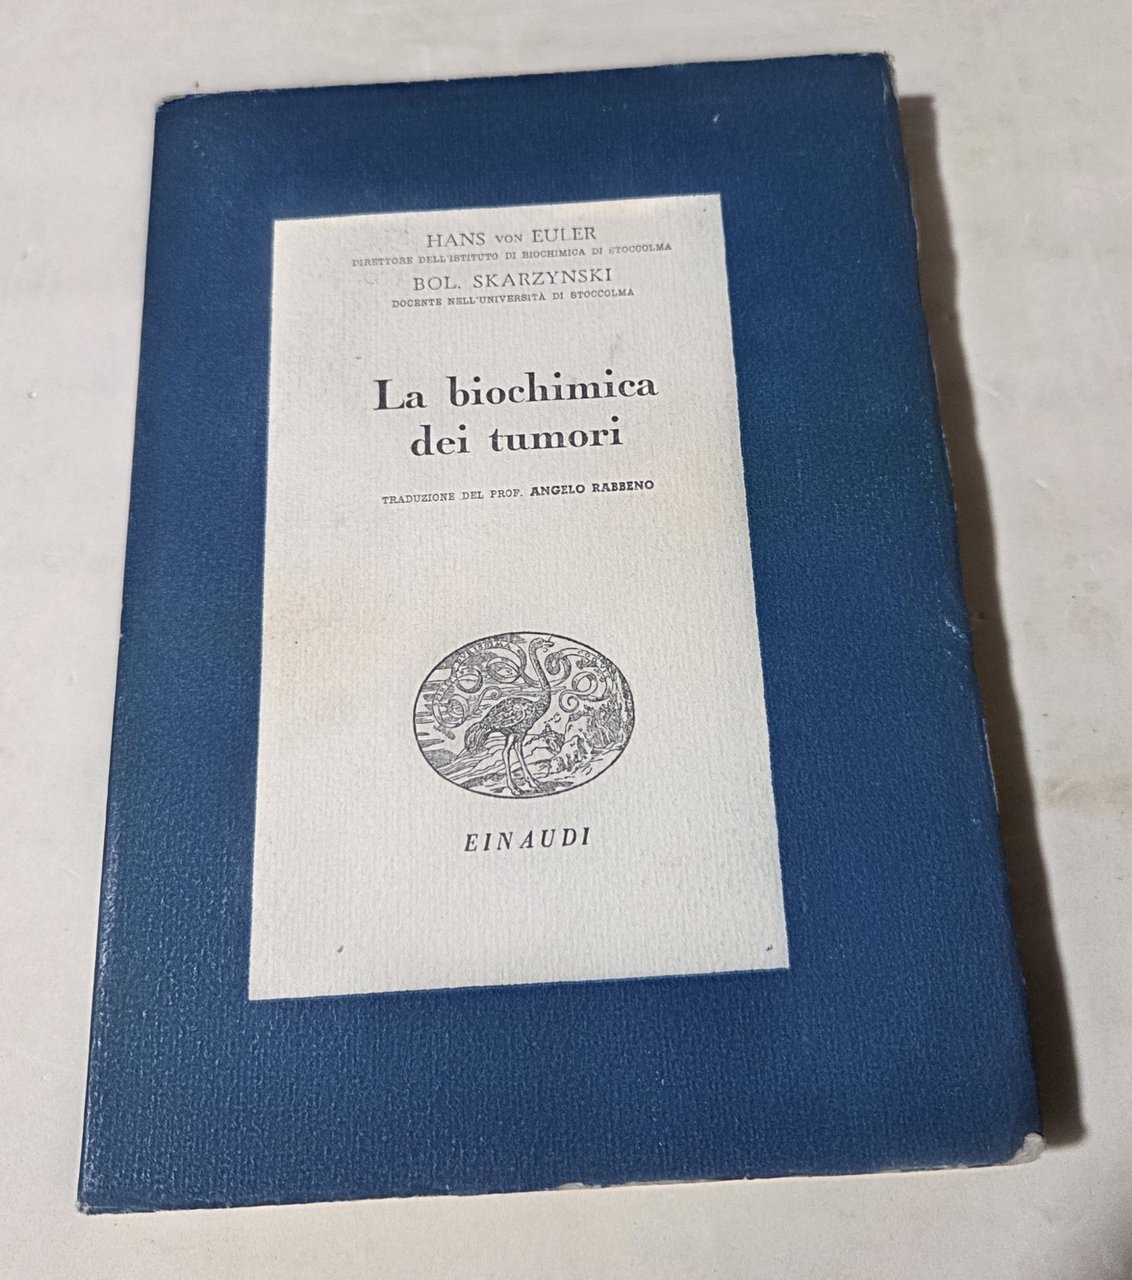 HANS VON EULER
DIRETTORE DELL'ISTITUTO DI BIOCHIMICA DI STOCCOLMA
BOL. SKARZYNSKI
DOCENTE NELL'UNIVERSITÀ DI STOCCOLMA
La biochimica
dei tumori
TRADUZIONE DEL PROF. ANGELO RABBENO
EINAUDI